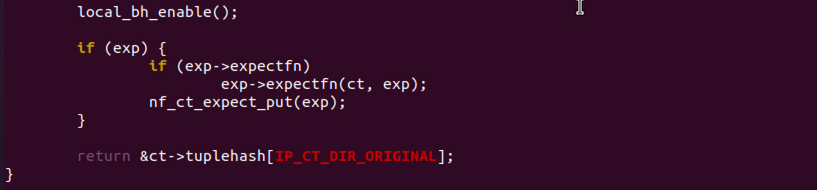 local_bh_enable();
if (exp) {
if (exp->expectfn)
exp->expectfn(ct, exp);
nf_ct_expect_put(exp);
}
return &ct->tuplehash[IP_CT_DIR_ORIGINAL];
}